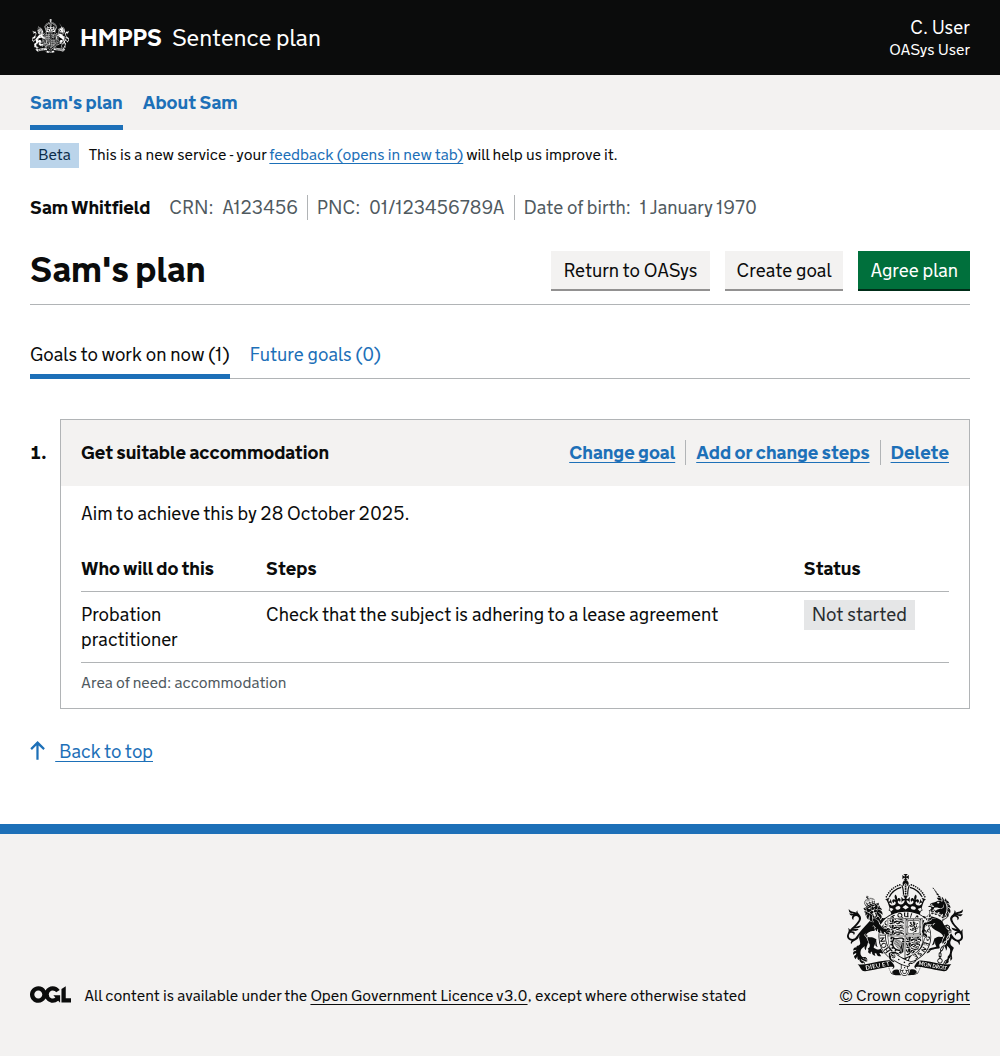 HMPPS Sentence plan
C. User
OASys User
Sam's plan About Sam
Beta This is a new service - your feedback (opens in new tab) will help us improve it.
Sam Whitfield CRN: A123456 PNC: 01/123456789A Date of birth: 1 January 1970
Sam's plan Return to OASys Create goal Agree plan
Goals to work on now (1) Future goals (0)
1. Get suitable accommodation Change goal Add or change steps Delete
Aim to achieve this by 28 October 2025.
Who will do this Steps Status
Probation practitioner Check that the subject is adhering to a lease agreement Not started
Area of need: accommodation
↑ Back to top
OGL All content is available under the Open Government Licence v3.0, except where otherwise stated
© Crown copyright